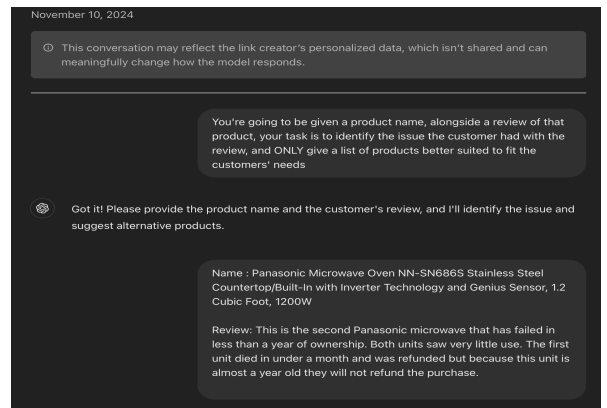 November 10, 2024
This conversation may reflect the link creator's personalized data, which isn't shared and can
meaningfully change how the model responds.
You're going to be given a product name, alongside a review of that
product, your task is to identify the issue the customer had with the
review, and ONLY give a list of products better suited to fit the
customers' needs
Got it! Please provide the product name and the customer's review, and I'll identify the issue and
suggest alternative products.
Name : Panasonic Microwave Oven NN-SN686S Stainless Steel
Countertop/Built-In with Inverter Technology and Genius Sensor, 1.2
Cubic Foot, 1200W
Review: This is the second Panasonic microwave that has failed in
less than a year of ownership. Both units saw very little use. The first
unit died in under a month and was refunded but because this unit is
almost a year old they will not refund the purchase.